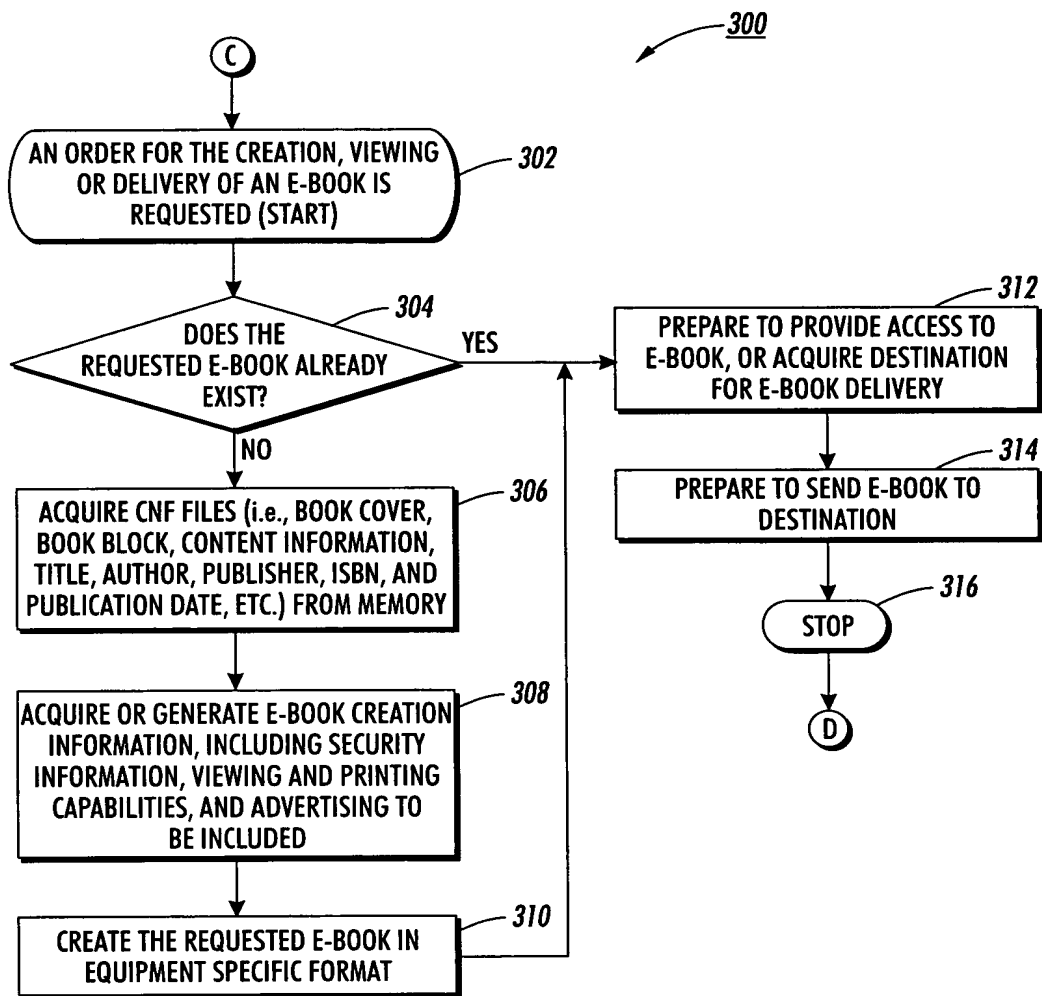 300
C
AN ORDER FOR THE CREATION, VIEWING
OR DELIVERY OF AN E-BOOK IS
REQUESTED (START)
302
DOES THE
REQUESTED E-BOOK ALREADY
EXIST?
304
YES
NO
ACQUIRE CNF FILES (i.e., BOOK COVER,
BOOK BLOCK, CONTENT INFORMATION,
TITLE, AUTHOR, PUBLISHER, ISBN, AND
PUBLICATION DATE, ETC.) FROM MEMORY
306
ACQUIRE OR GENERATE E-BOOK CREATION
INFORMATION, INCLUDING SECURITY
INFORMATION, VIEWING AND PRINTING
CAPABILITIES, AND ADVERTISING TO
BE INCLUDED
308
CREATE THE REQUESTED E-BOOK IN
EQUIPMENT SPECIFIC FORMAT
310
312
PREPARE TO PROVIDE ACCESS TO
E-BOOK, OR ACQUIRE DESTINATION
FOR E-BOOK DELIVERY
314
PREPARE TO SEND E-BOOK TO
DESTINATION
316
STOP
D